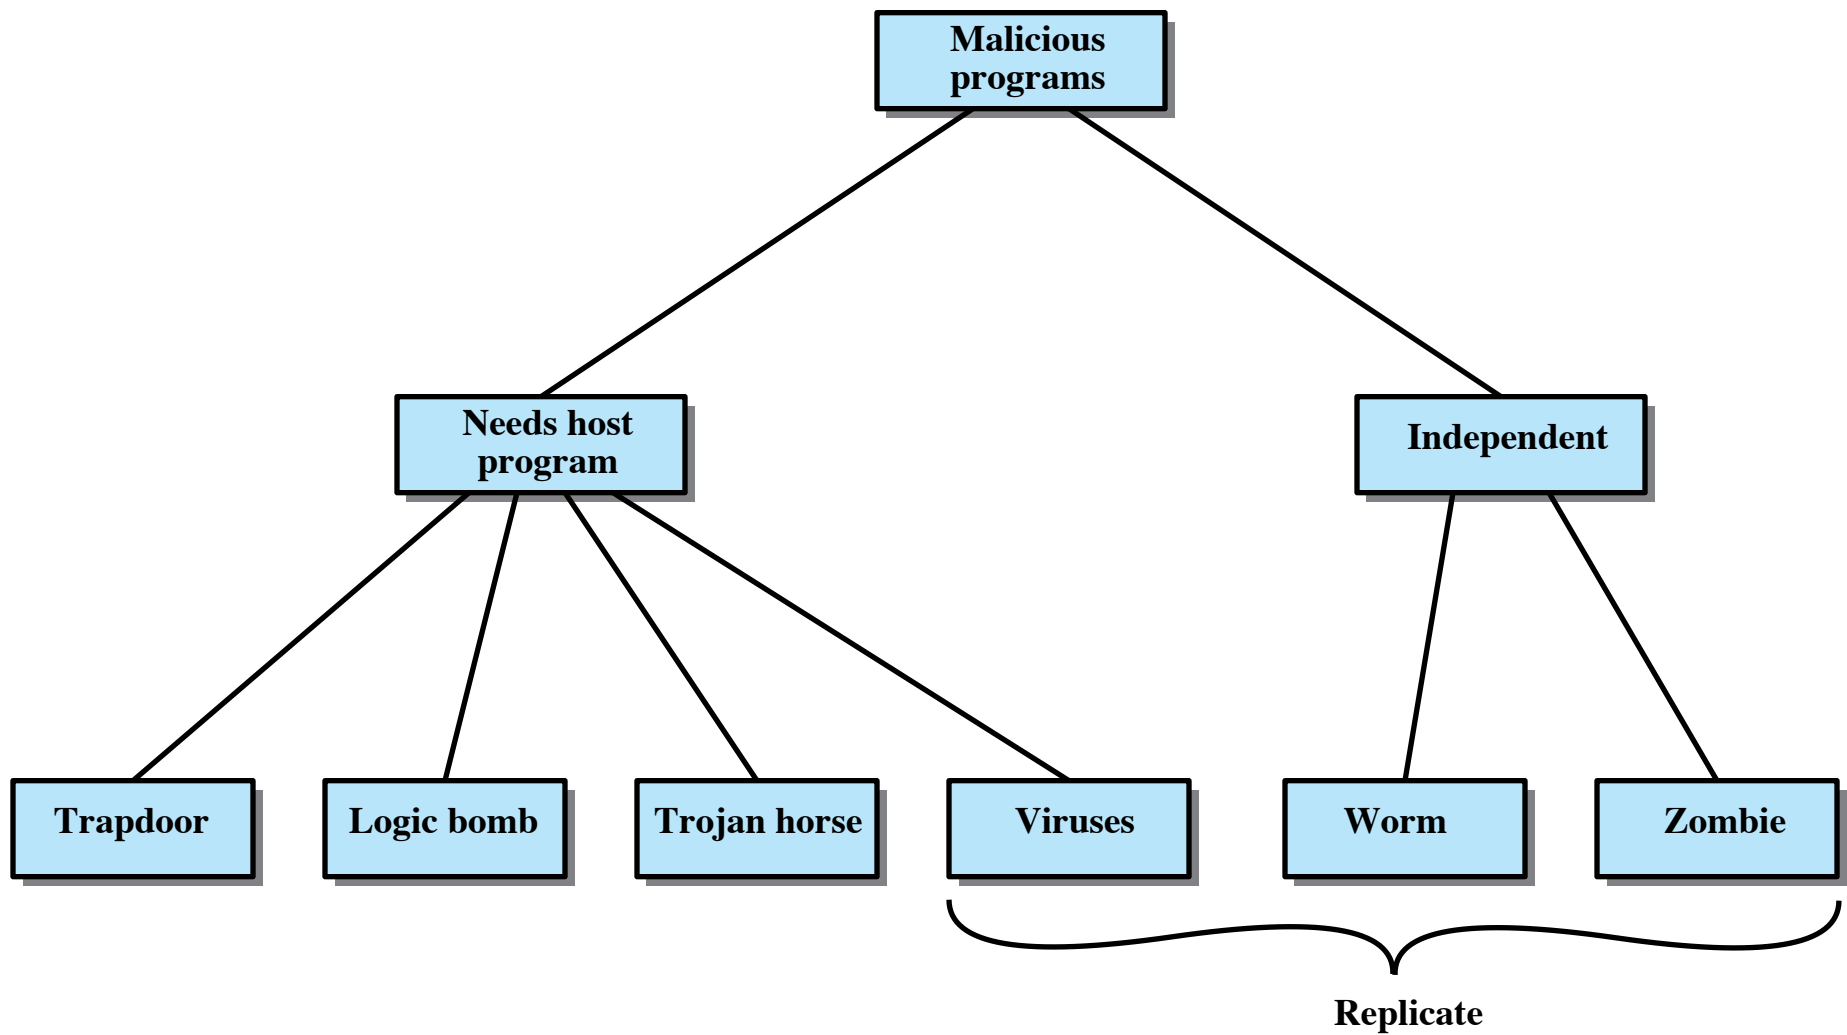 Malicious
programs
Needs host
program
Independent
Trapdoor
Logic bomb
Trojan horse
Viruses
Worm
Zombie
Replicate